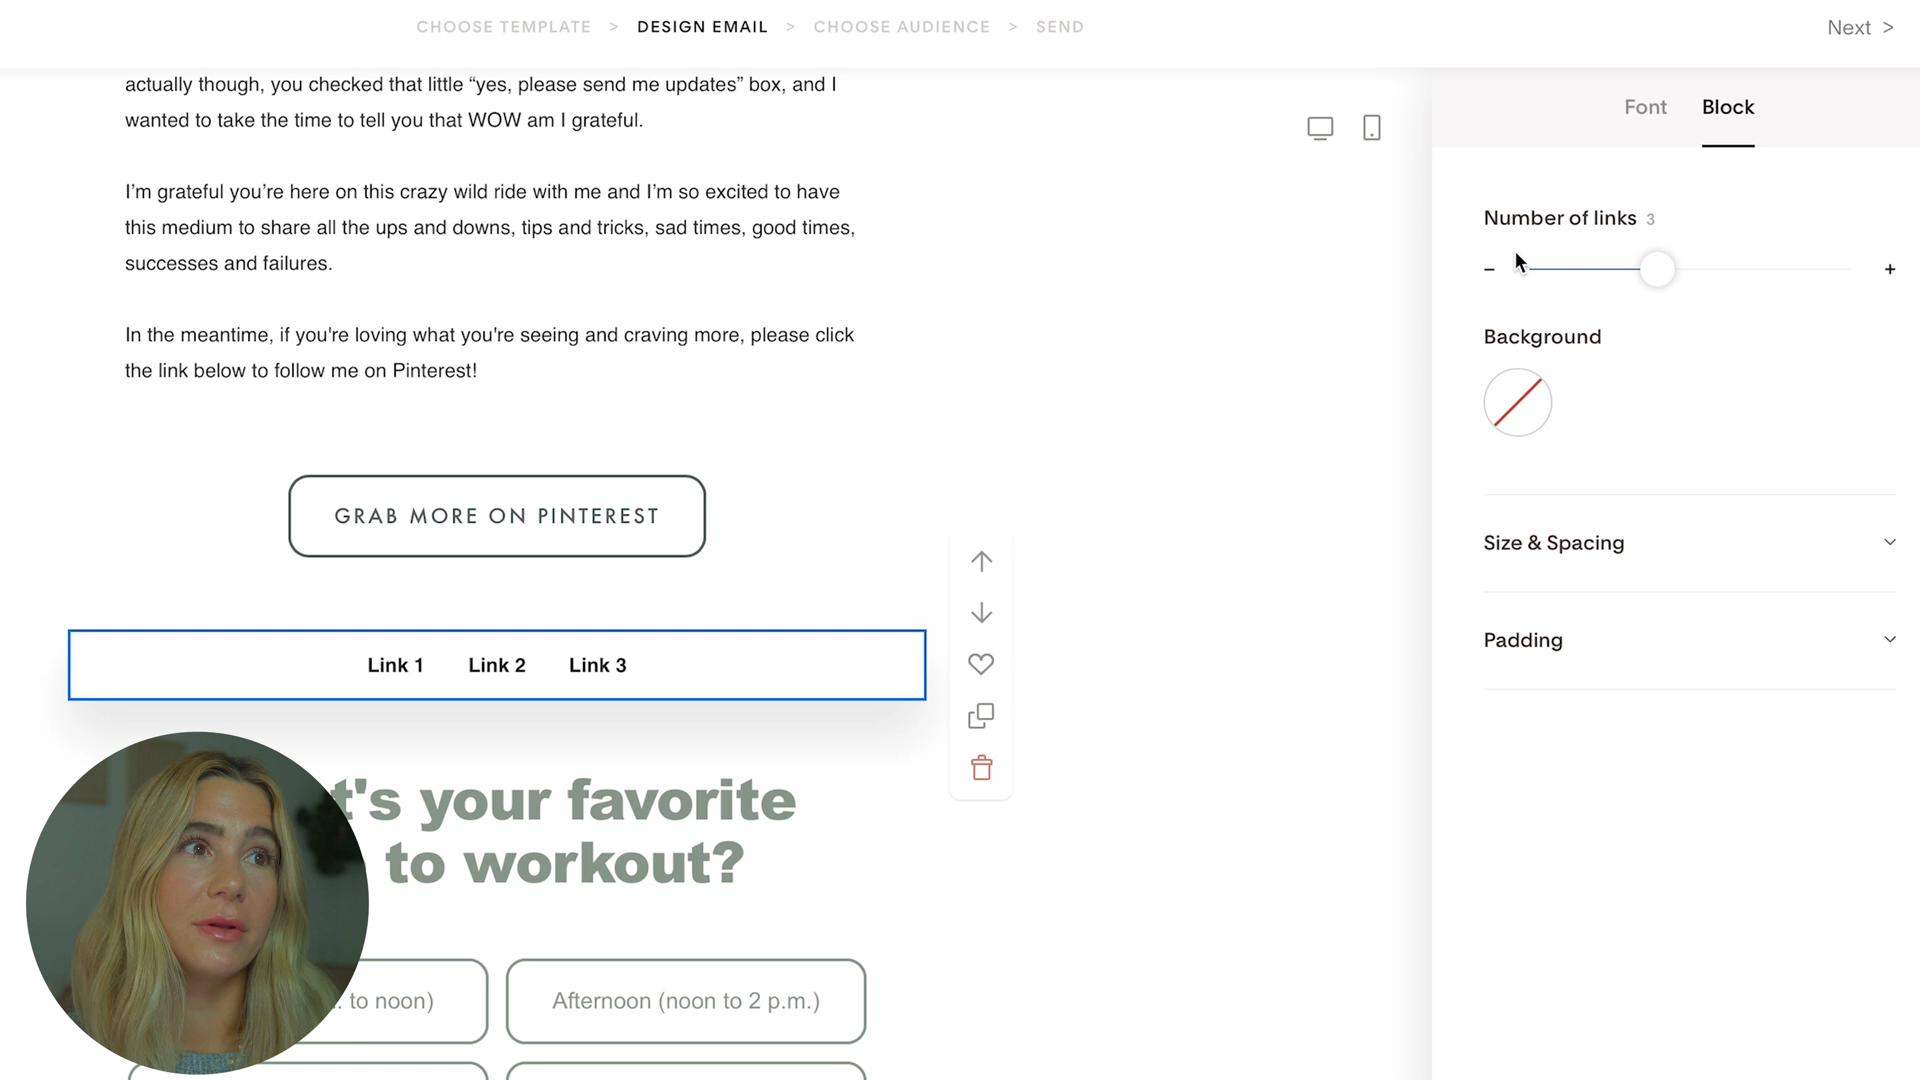 CHOOSE TEMPLATE > DESIGN EMAIL > CHOOSE AUDIENCE > SEND
Next >
actually though, you checked that little “yes, please send me updates” box, and I
wanted to take the time to tell you that WOW am I grateful.
I’m grateful you’re here on this crazy wild ride with me and I’m so excited to have
this medium to share all the ups and downs, tips and tricks, sad times, good times,
successes and failures.
In the meantime, if you're loving what you're seeing and craving more, please click
the link below to follow me on Pinterest!
GRAB MORE ON PINTEREST
Link 1 Link 2 Link 3
t's your favorite
to workout?
. to noon)
Afternoon (noon to 2 p.m.)
Font Block
Number of links 3
− +
Background
Size & Spacing
Padding